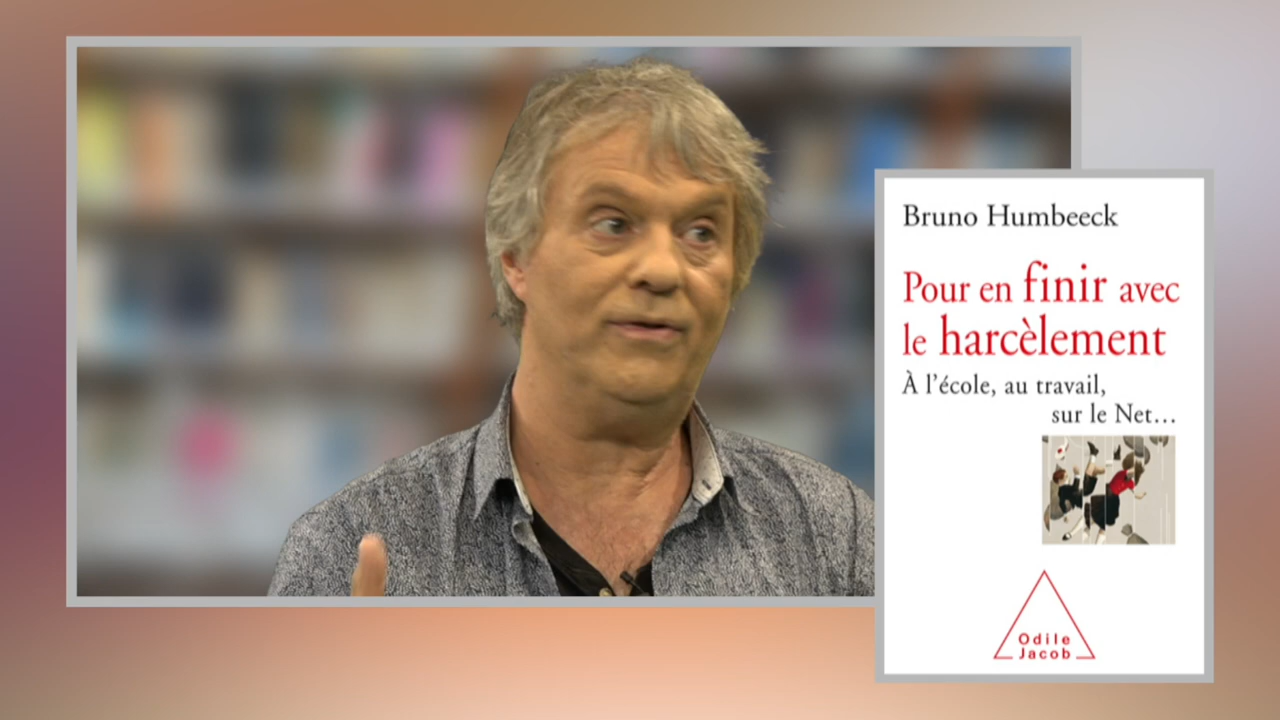 Bruno Humbeeck
Pour en finir avec
le harcèlement
À l'école, au travail,
sur le Net...
Odile
Jacob